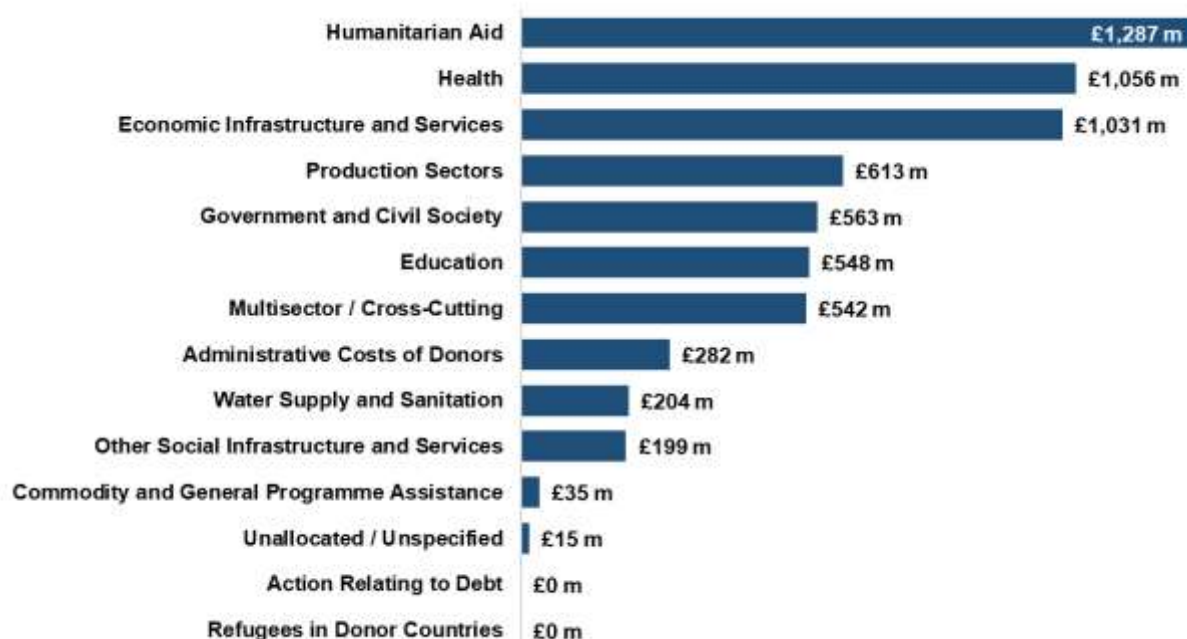 Humanitarian Aid £1,287 m
Health £1,056 m
Economic Infrastructure and Services £1,031 m
Production Sectors £613 m
Government and Civil Society £563 m
Education £548 m
Multisector / Cross-Cutting £542 m
Administrative Costs of Donors £282 m
Water Supply and Sanitation £204 m
Other Social Infrastructure and Services £199 m
Commodity and General Programme Assistance £35 m
Unallocated / Unspecified £15 m
Action Relating to Debt £0 m
Refugees in Donor Countries £0 m